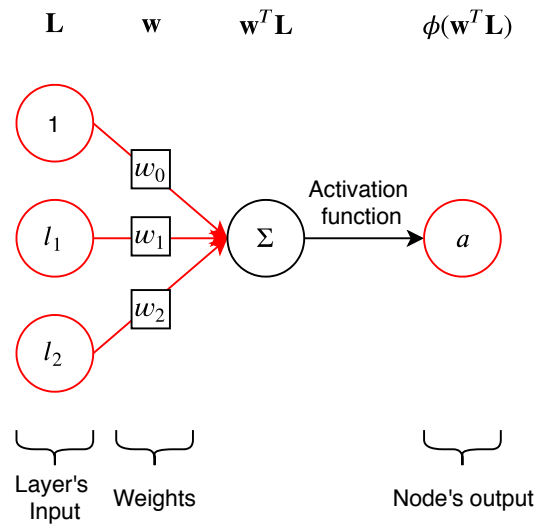 L w w^T L ϕ(w^T L)
1
w₀
Activation
function
l₁ w₁ Σ a
w₂
l₂
Layer's
Input
Weights
Node's output